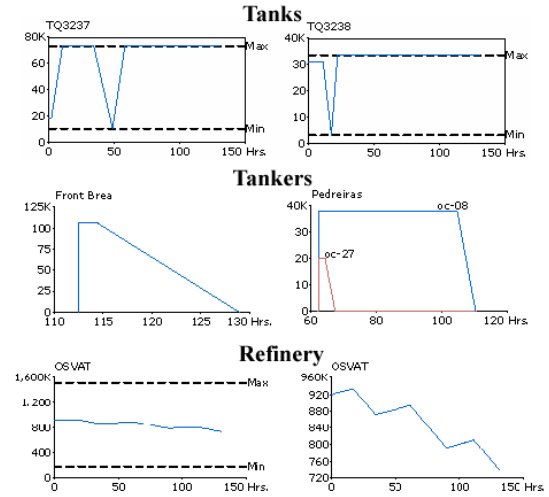 Tanks
TQ3237
TQ3238
80K
60
40
20
0
Max
Min
0 50 100 150 Hrs.
40K
30
20
10
0
Max
Min
0 50 100 150 Hrs.
Tankers
Front Brea
Pedreiras
125K
100
75
50
25
0
110 115 120 125 130 Hrs.
40K
30
20
10
0
oc-08
oc-27
60 80 100 120 Hrs.
Refinery
OSVAT
OSVAT
1,600K
1.200
800
400
0
Max
Min
0 50 100 150 Hrs.
960K
920
880
840
800
760
720
0 50 100 150 Hrs.